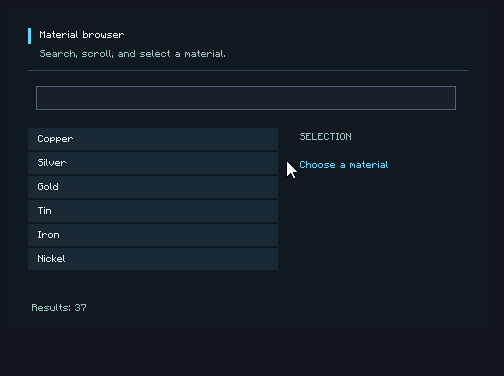 Material browser
Search, scroll, and select a material.
Copper
Silver
Gold
Tin
Iron
Nickel
SELECTION
Choose a material
Results: 37